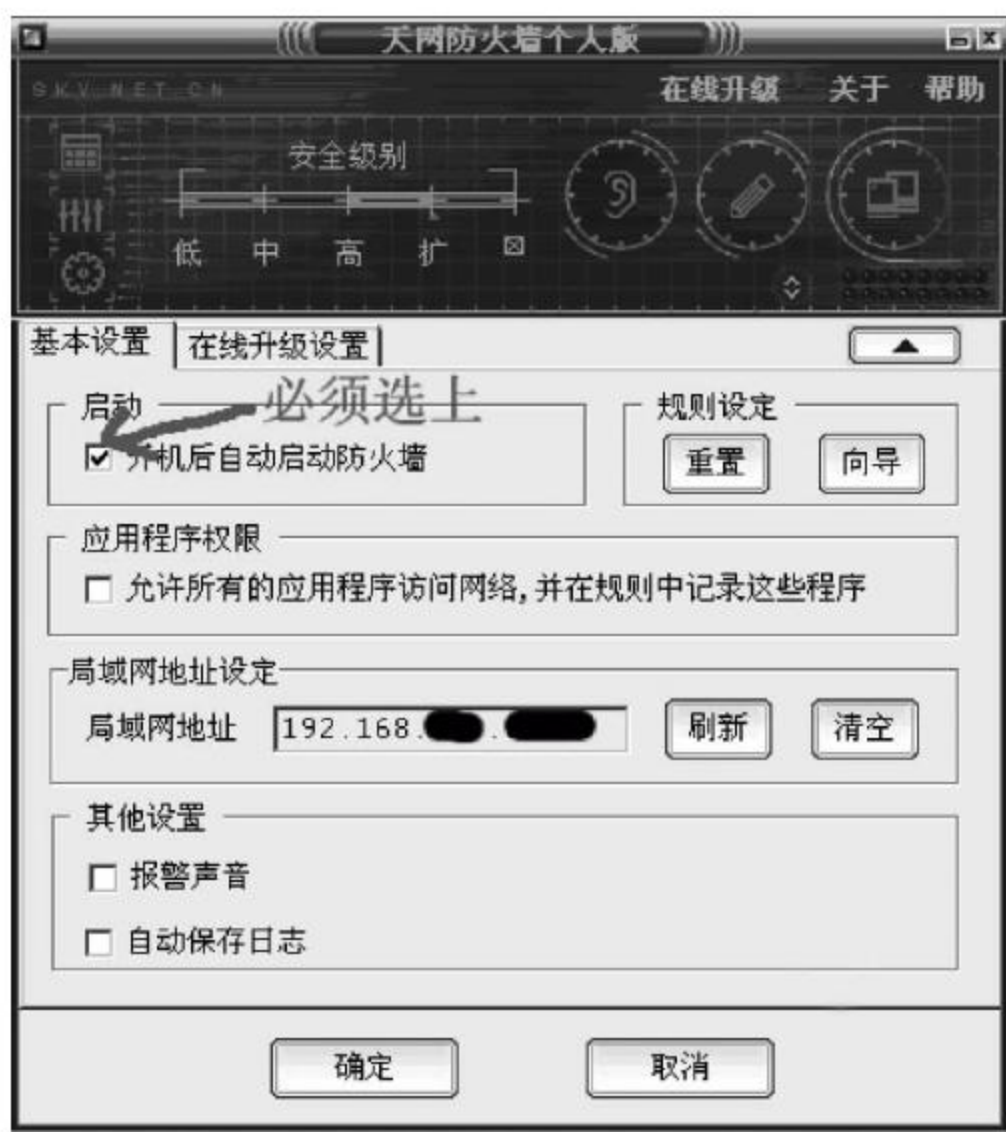 天网防火墙个人版
SKY.NET.CN
在线升级 关于 帮助
安全级别
低 中 高 扩
基本设置 在线升级设置
必须选上
启动 规则设定
开机后自动启动防火墙 重置 向导
应用程序权限
允许所有的应用程序访问网络,并在规则中记录这些程序
局域网地址设定
局域网地址 192.168. . 刷新 清空
其他设置
报警声音
自动保存日志
确定 取消